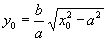 y₀ = b/a √(x₀² − a²)